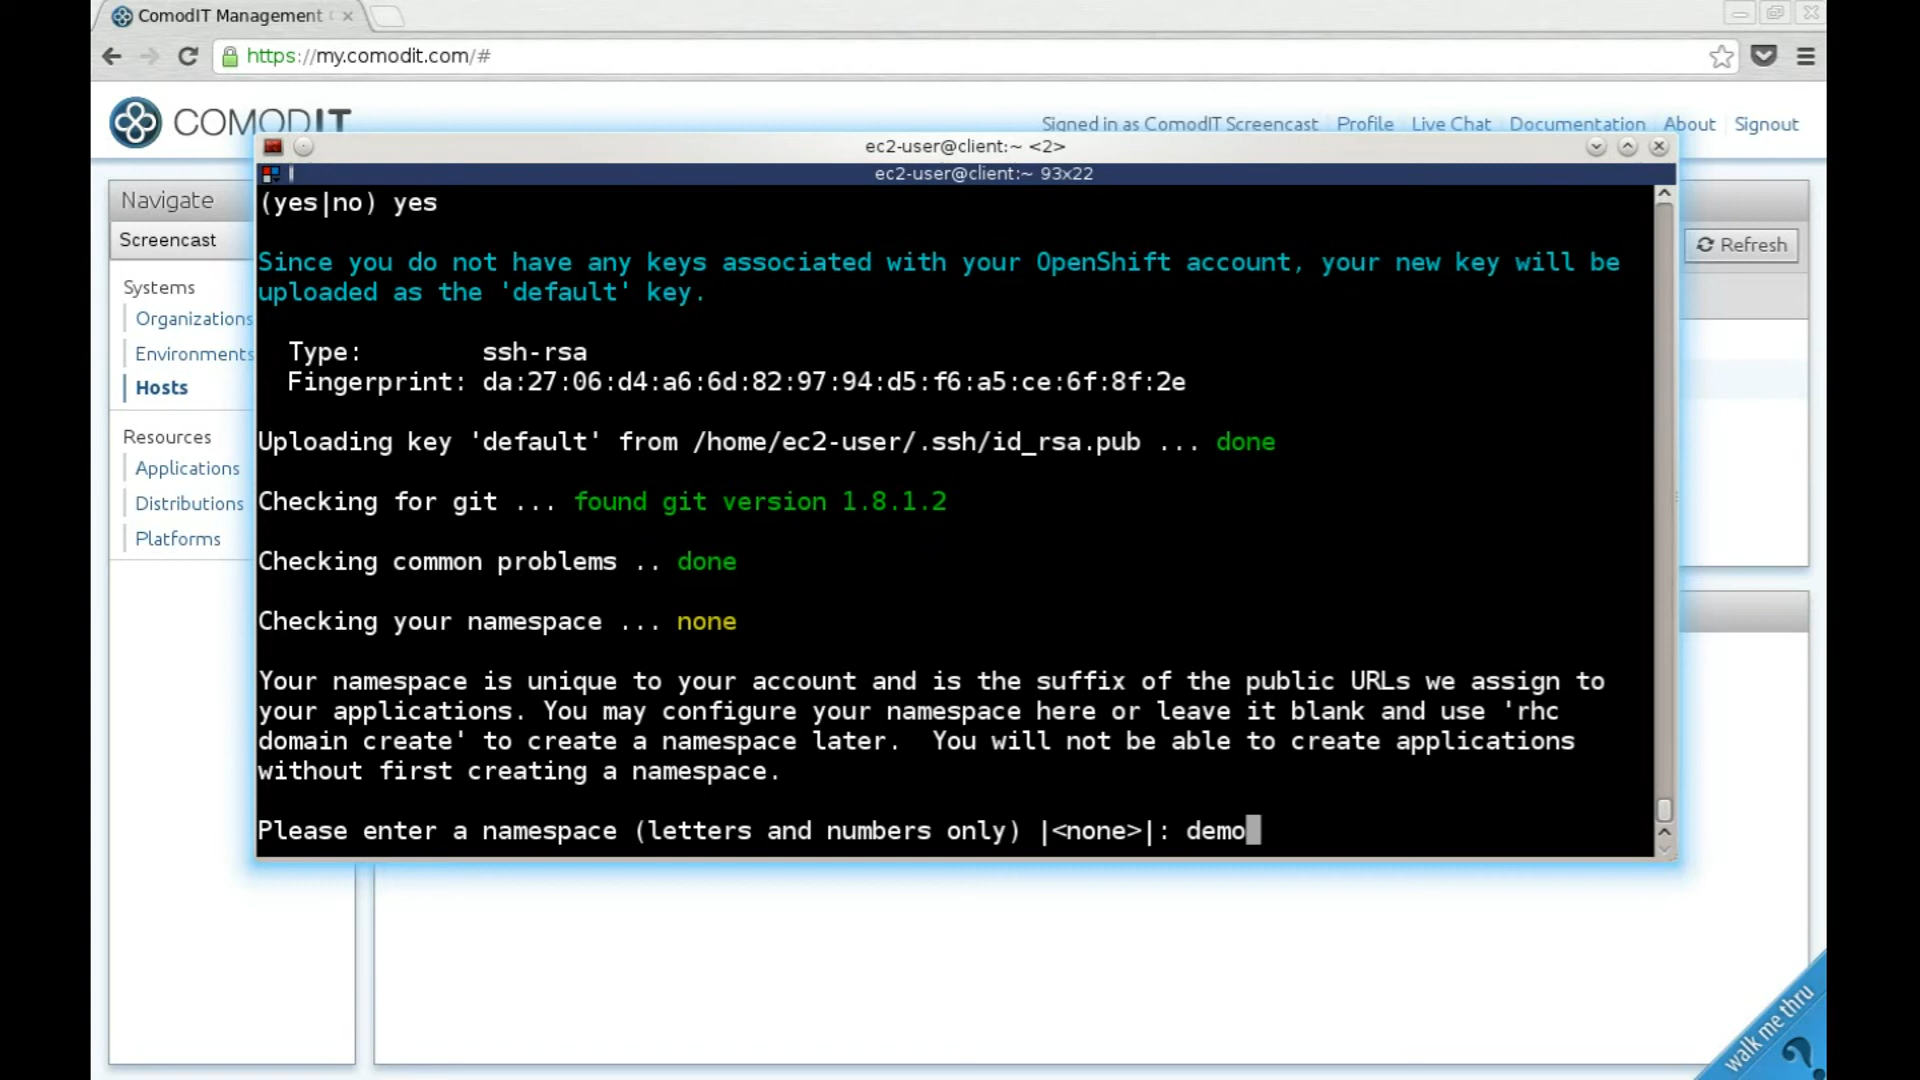 ComodIT Management
https://my.comodit.com/#
COMODIT
Signed in as ComodIT Screencast Profile Live Chat Documentation About Signout
ec2-user@client:~ <2>
ec2-user@client:~ 93x22
Navigate
Screencast
Refresh
Systems
Organizations
Environments
Hosts
Resources
Applications
Distributions
Platforms
(yes|no) yes
Since you do not have any keys associated with your OpenShift account, your new key will be
uploaded as the 'default' key.
Type: ssh-rsa
Fingerprint: da:27:06:d4:a6:6d:82:97:94:d5:f6:a5:ce:6f:8f:2e
Uploading key 'default' from /home/ec2-user/.ssh/id_rsa.pub ... done
Checking for git ... found git version 1.8.1.2
Checking common problems .. done
Checking your namespace ... none
Your namespace is unique to your account and is the suffix of the public URLs we assign to
your applications. You may configure your namespace here or leave it blank and use 'rhc
domain create' to create a namespace later.  You will not be able to create applications
without first creating a namespace.
Please enter a namespace (letters and numbers only) |<none>|: demo
walk me thru
?